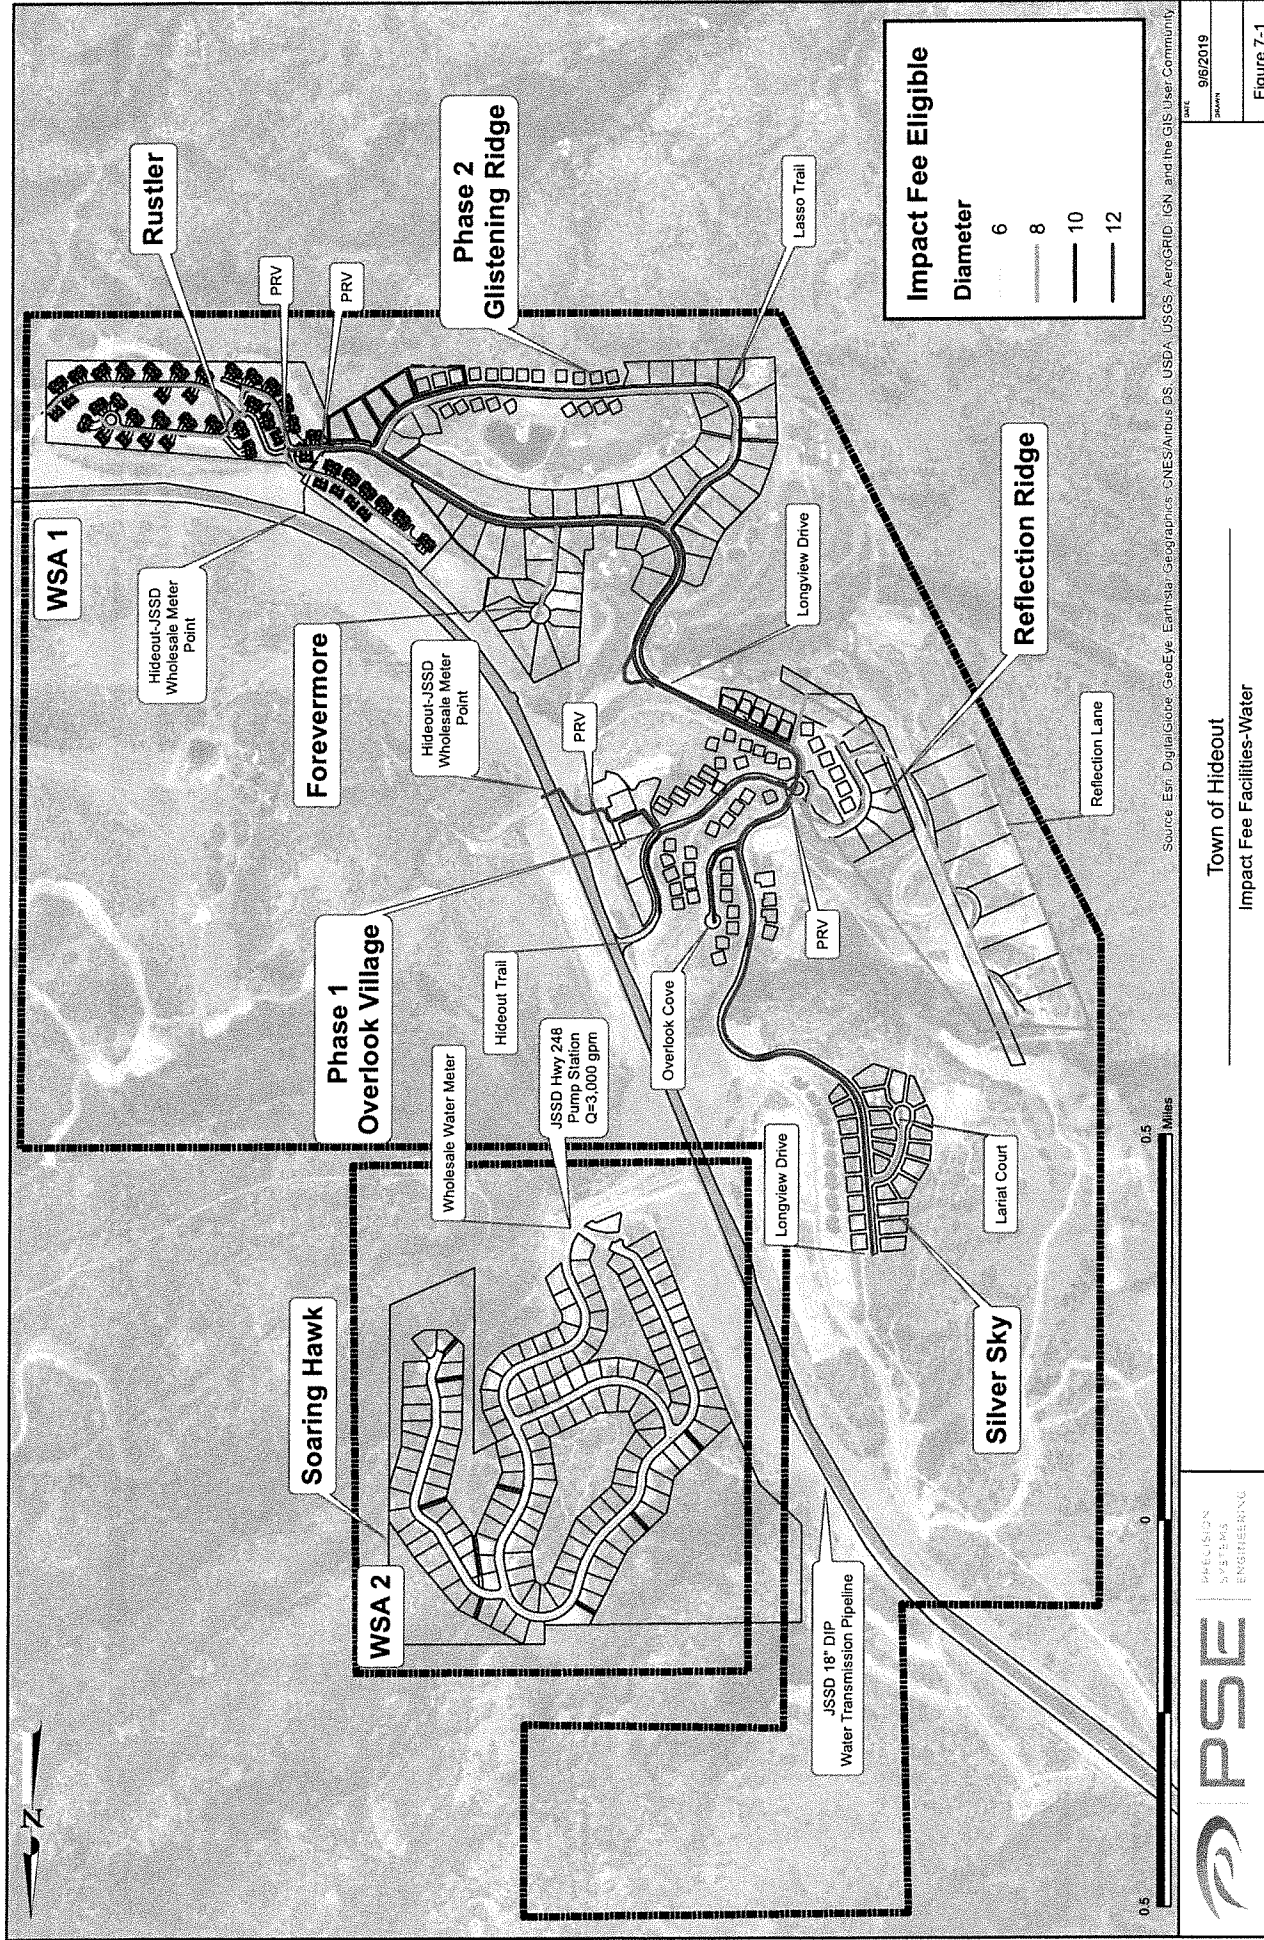 N
WSA 2
Soaring Hawk
WSA 1
Rustler
PRV
PRV
Phase 2
Glistening Ridge
Hideout-JSSD
Wholesale Meter
Point
Forevermore
Hideout-JSSD
Wholesale Meter
Point
PRV
Phase 1
Overlook Village
Wholesale Water Meter
Hideout Trail
JSSD Hwy 248
Pump Station
Q=3,000 gpm
Overlook Cove
Lasso Trail
Longview Drive
Reflection Ridge
Reflection Lane
PRV
Longview Drive
Lariat Court
Silver Sky
JSSD 18" DIP
Water Transmission Pipeline
Impact Fee Eligible
Diameter
6
8
10
12
0.5
0
0.5
Miles
Source: Esri, DigitalGlobe, GeoEye, Earthstar Geographics, CNES/Airbus DS, USDA, USGS, AeroGRID, IGN, and the GIS User Community
PSE
PRECISION
SYSTEMS
ENGINEERING
Town of Hideout
Impact Fee Facilities-Water
DATE
9/6/2019
DRAWN
Figure 7-1